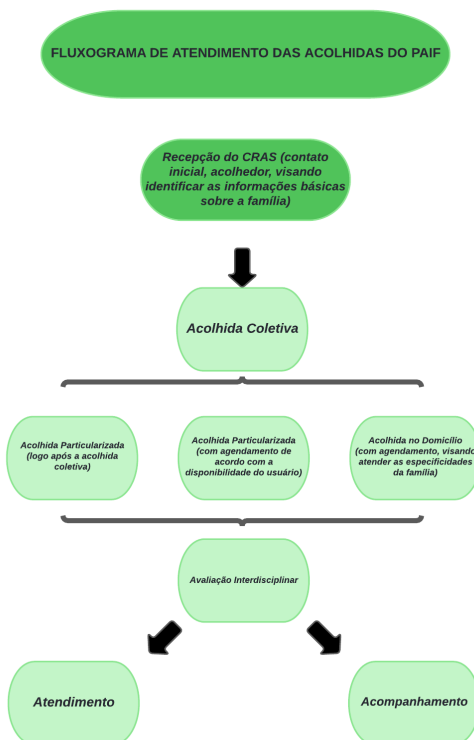 FLUXOGRAMA DE ATENDIMENTO DAS ACOLHIDAS DO PAIF
Recepção do CRAS (contato
inicial, acolhedor, visando
identificar as informações básicas
sobre a família)
Acolhida Coletiva
Acolhida Particularizada
(logo após a acolhida
coletiva)
Acolhida Particularizada
(com agendamento de
acordo com a
disponibilidade do usuário)
Acolhida no Domicílio
(com agendamento, visando
atender as especificidades
da família)
Avaliação Interdisciplinar
Atendimento
Acompanhamento